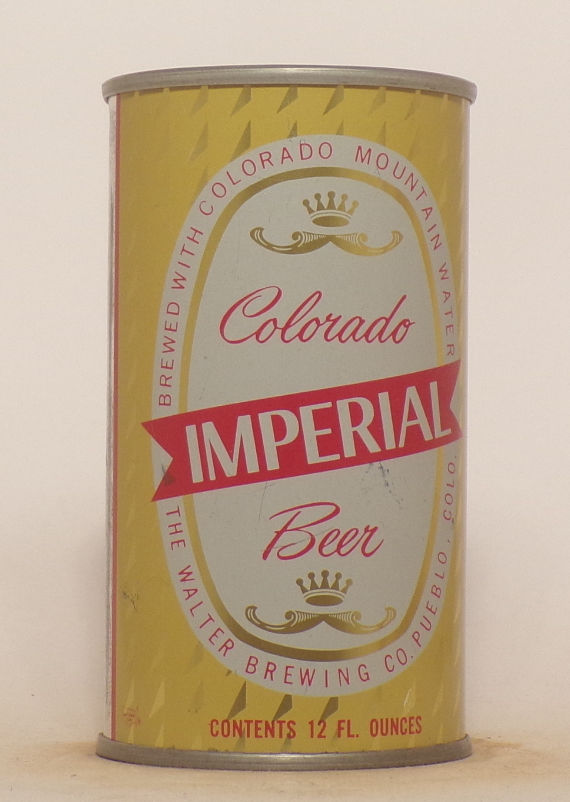 BREWED WITH COLORADO MOUNTAIN WATER
Colorado
IMPERIAL
Beer
THE WALTER BREWING CO. PUEBLO, COLO.
CONTENTS 12 FL. OUNCES